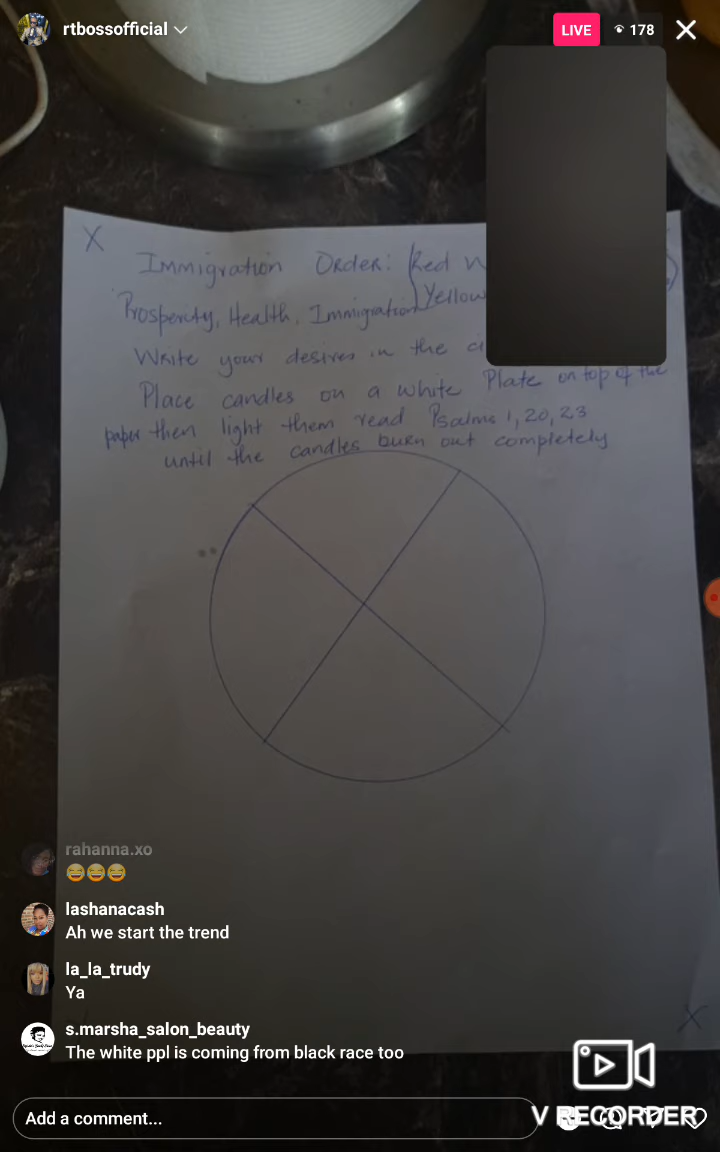 rtbossofficial
LIVE
178
X
Immigration Order: (Red
Prosperity, Health, Immigration
Yellow
Write your desires in the
Place candles on a white Plate on top of the
paper then light them read Psalms 1, 20, 23
until the candles burn out completely
rahanna.xo
😂😂😂
lashanacash
Ah we start the trend
la_la_trudy
Ya
s.marsha_salon_beauty
The white ppl is coming from black race too
X
Add a comment...
V RECORDER